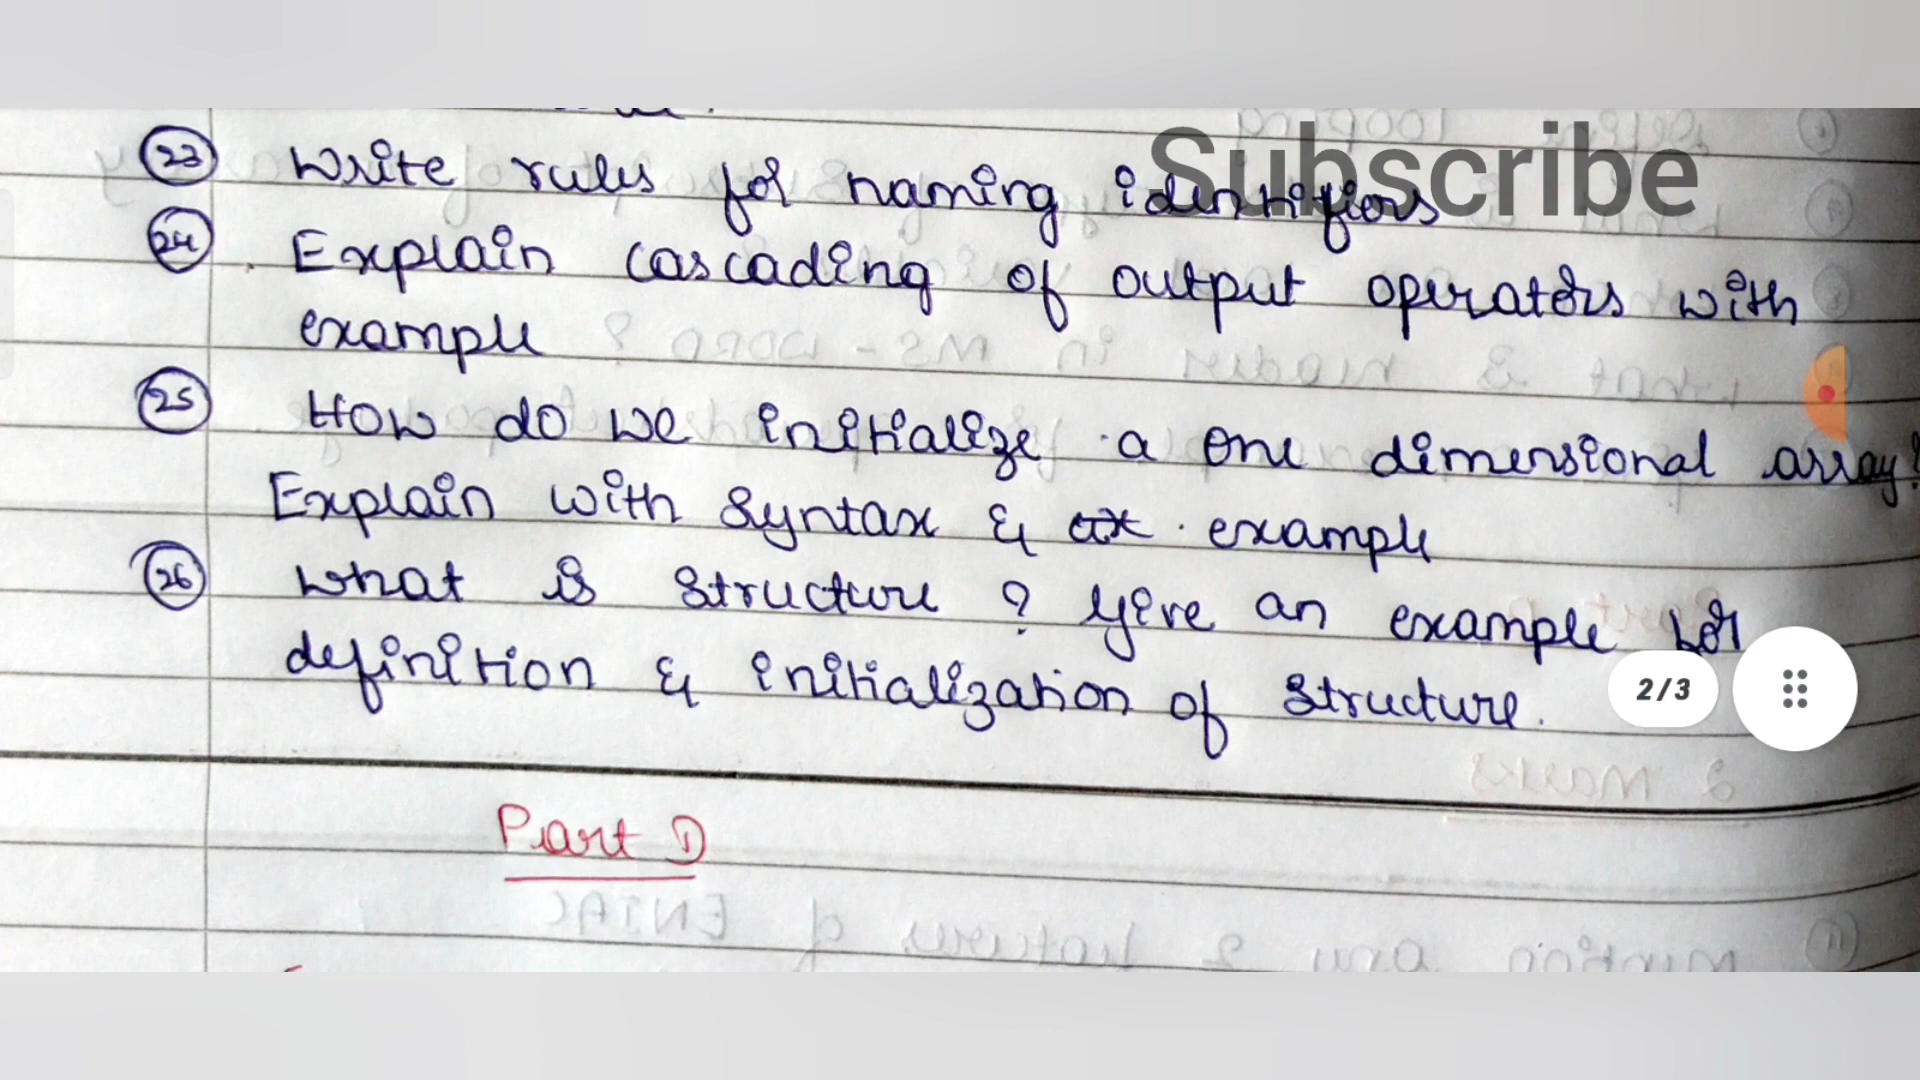 Subscribe
23 Write rules for naming identifiers
24 Explain cascading of output operators with
example
25 How do we initialize a one dimensional array?
Explain with syntax & example
26 What is structure ? Give an example for
definition & initialization of structure.
2/3
Part D